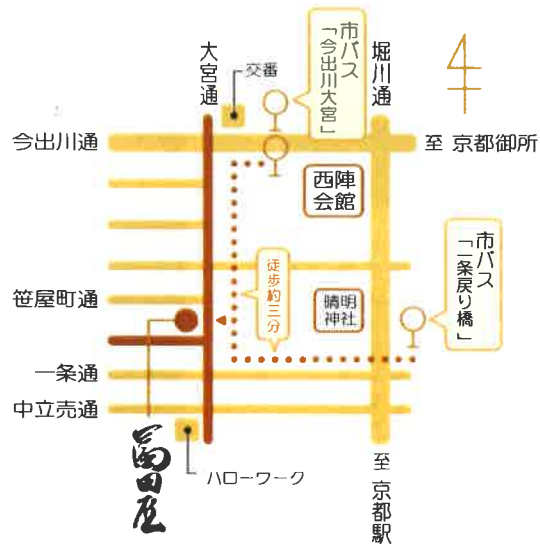 大宮通
交番
市バス
「今出川大宮」
堀川通
今出川通
至 京都御所
西陣
会館
市バス
「一条戻り橋」
徒歩約三分
笹屋町通
晴明
神社
一条通
中立売通
冨田屋
ハローワーク
至 京都駅